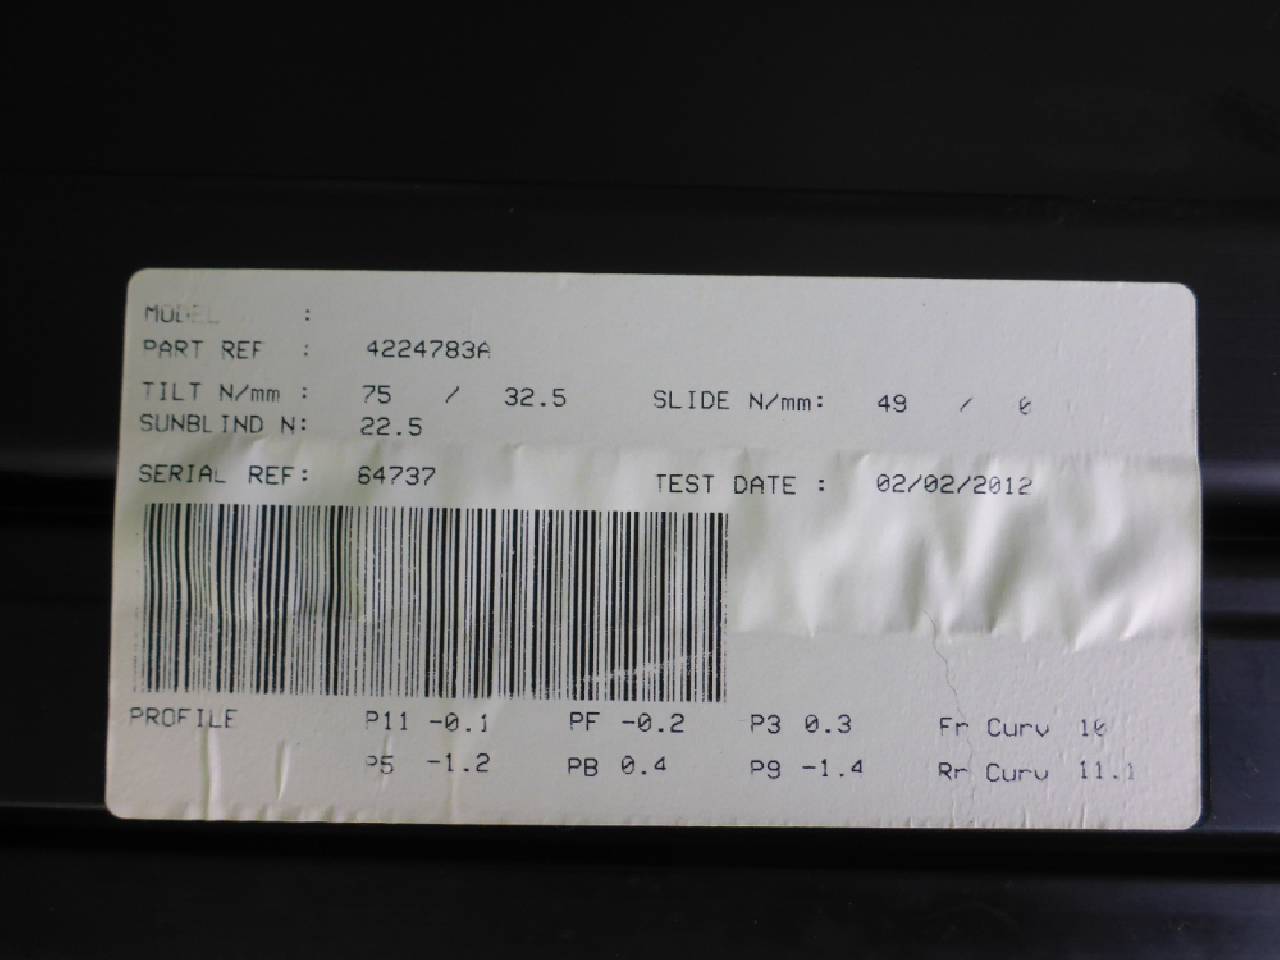 MODEL :
PART REF : 4224783A
TILT N/mm : 75 / 32.5 SLIDE N/mm: 49 / 0
SUNBLIND N: 22.5
SERIAL REF: 64737 TEST DATE : 02/02/2012
PROFILE P11 -0.1 PF -0.2 P3 0.3 Fr Curv 10
P5 -1.2 PB 0.4 P9 -1.4 Rr Curv 11.1